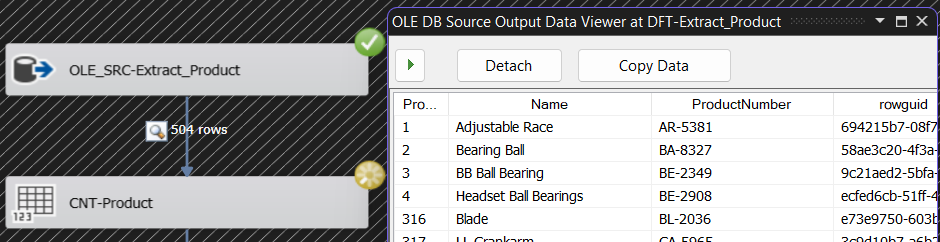 OLE DB Source Output Data Viewer at DFT-Extract_Product
OLE_SRC-Extract_Product
504 rows
CNT-Product
123
Detach
Copy Data
Pro... Name ProductNumber rowguid
1 Adjustable Race AR-5381 694215b7-08f7
2 Bearing Ball BA-8327 58ae3c20-4f3a-
3 BB Ball Bearing BE-2349 9c21aed2-5bfa-
4 Headset Ball Bearings BE-2908 ecfed6cb-51ff-4
316 Blade BL-2036 e73e9750-603b
317 LL Crankarm CA-5965 3c9d10b7-a6b2